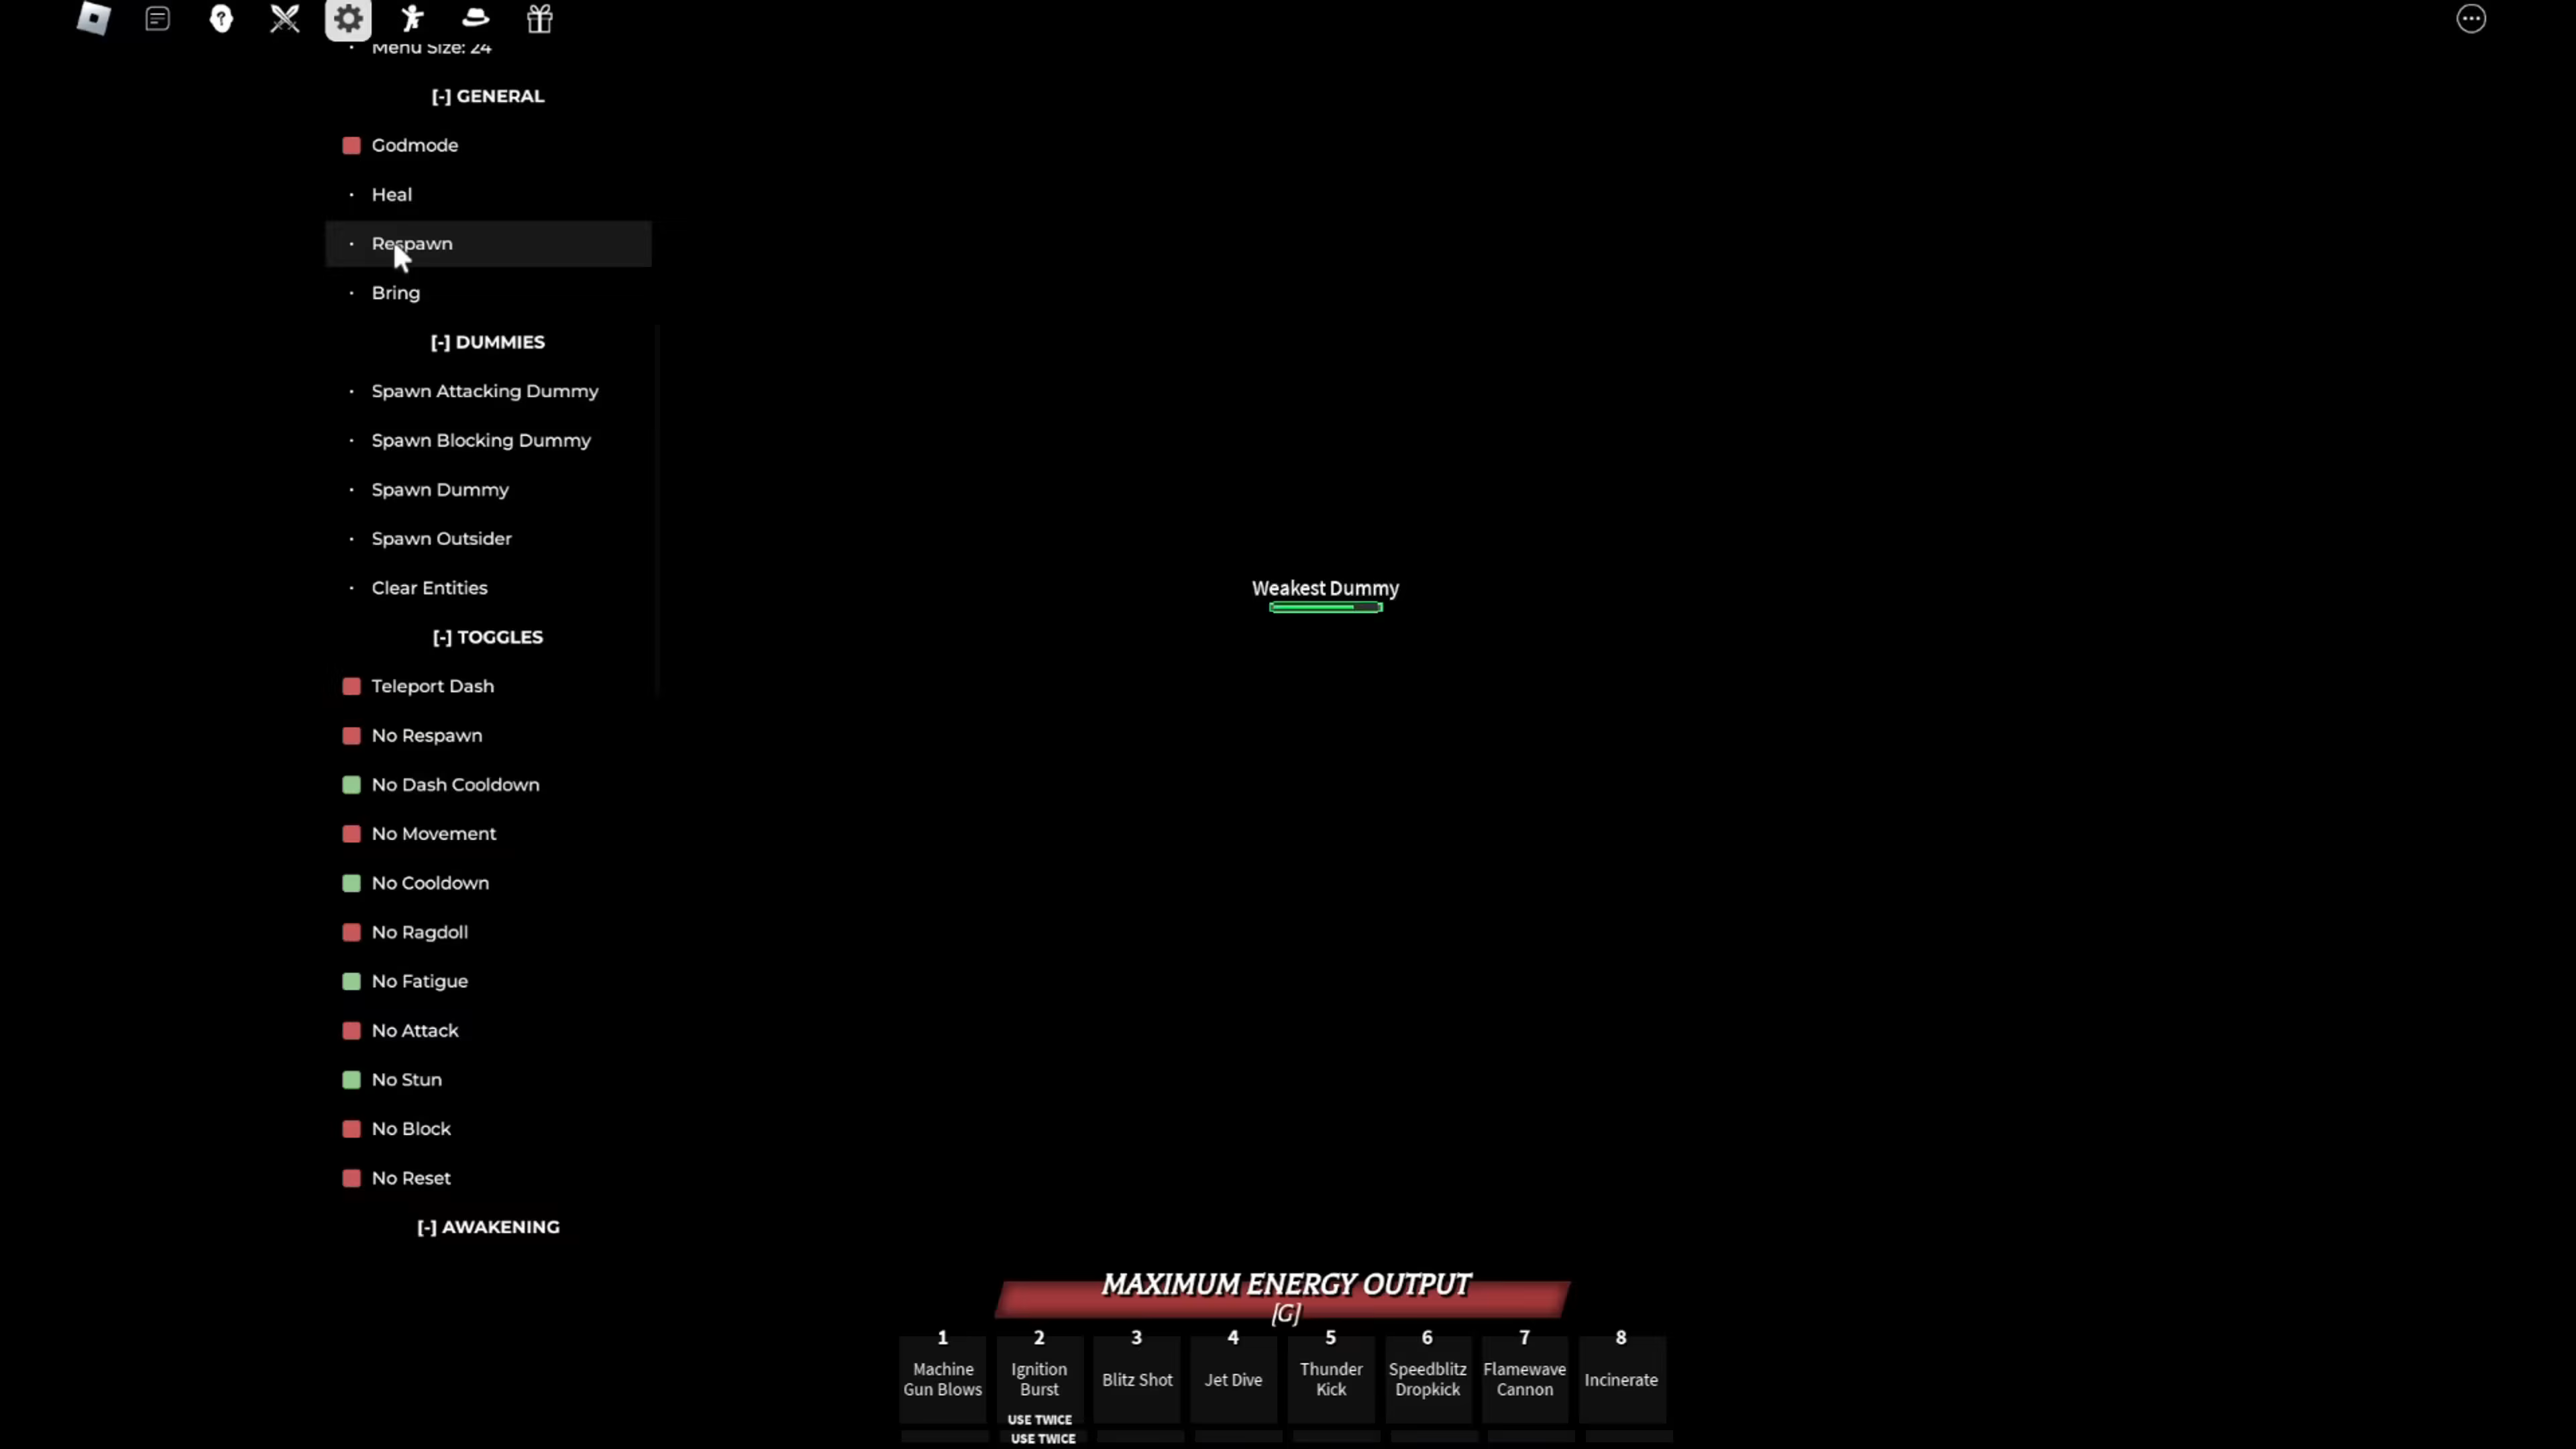 Menu Size: 24
[-] GENERAL
Godmode
· Heal
· Respawn
· Bring
[-] DUMMIES
· Spawn Attacking Dummy
· Spawn Blocking Dummy
· Spawn Dummy
· Spawn Outsider
· Clear Entities
[-] TOGGLES
Teleport Dash
No Respawn
No Dash Cooldown
No Movement
No Cooldown
No Ragdoll
No Fatigue
No Attack
No Stun
No Block
No Reset
[-] AWAKENING
Weakest Dummy
MAXIMUM ENERGY OUTPUT
[G]
1 2 3 4 5 6 7 8
Machine Gun Blows
Ignition Burst
USE TWICE
USE TWICE
Blitz Shot
Jet Dive
Thunder Kick
Speedblitz Dropkick
Flamewave Cannon
Incinerate